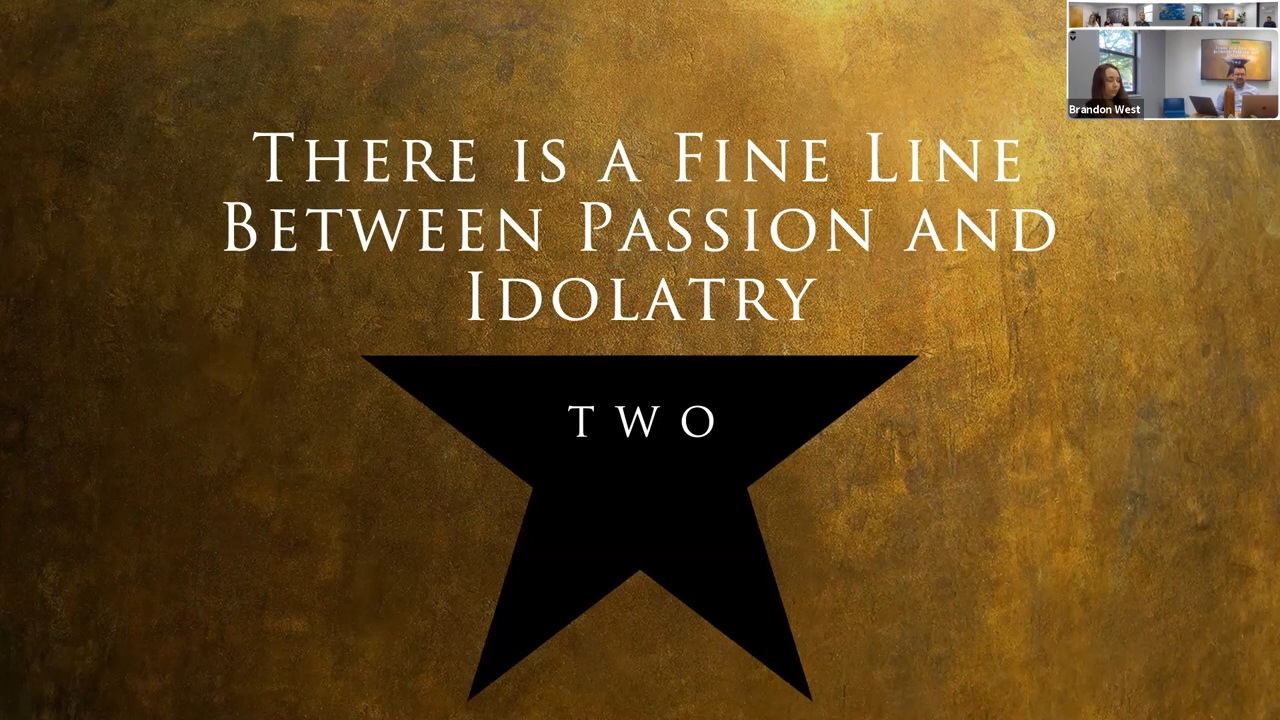 There is a Fine Line
Between Passion and
Idolatry
TWO
Brandon West